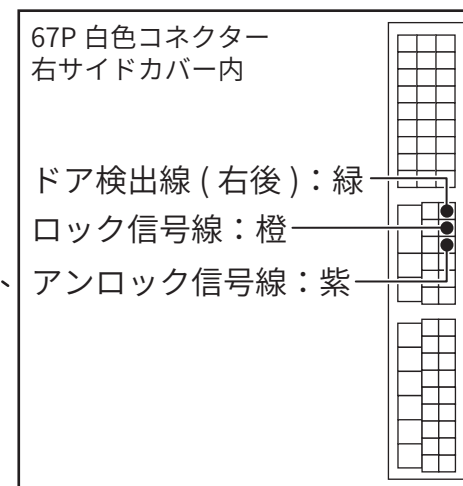 67P 白色コネクター
右サイドカバー内
ドア検出線 ( 右後 )：緑
ロック信号線：橙
、
アンロック信号線：紫